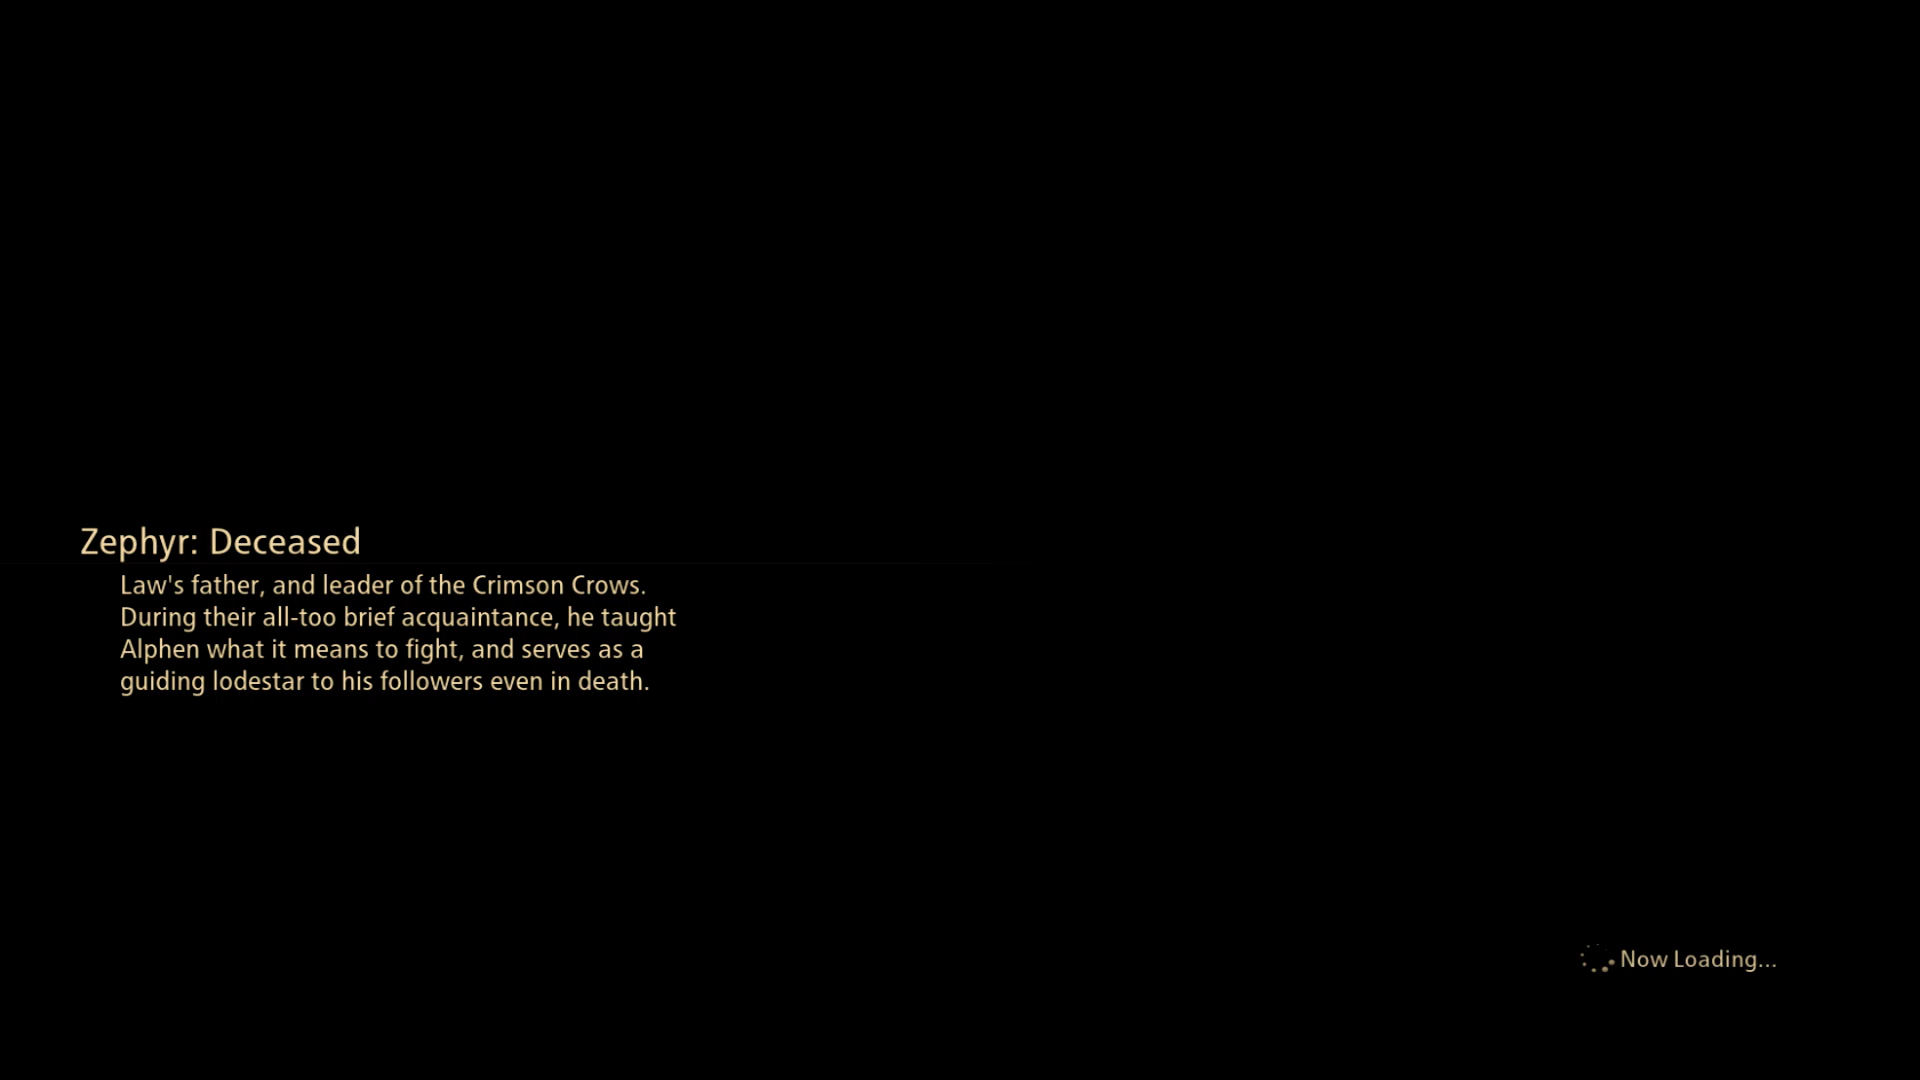 Zephyr: Deceased
Law's father, and leader of the Crimson Crows.
During their all-too brief acquaintance, he taught
Alphen what it means to fight, and serves as a
guiding lodestar to his followers even in death.
Now Loading...